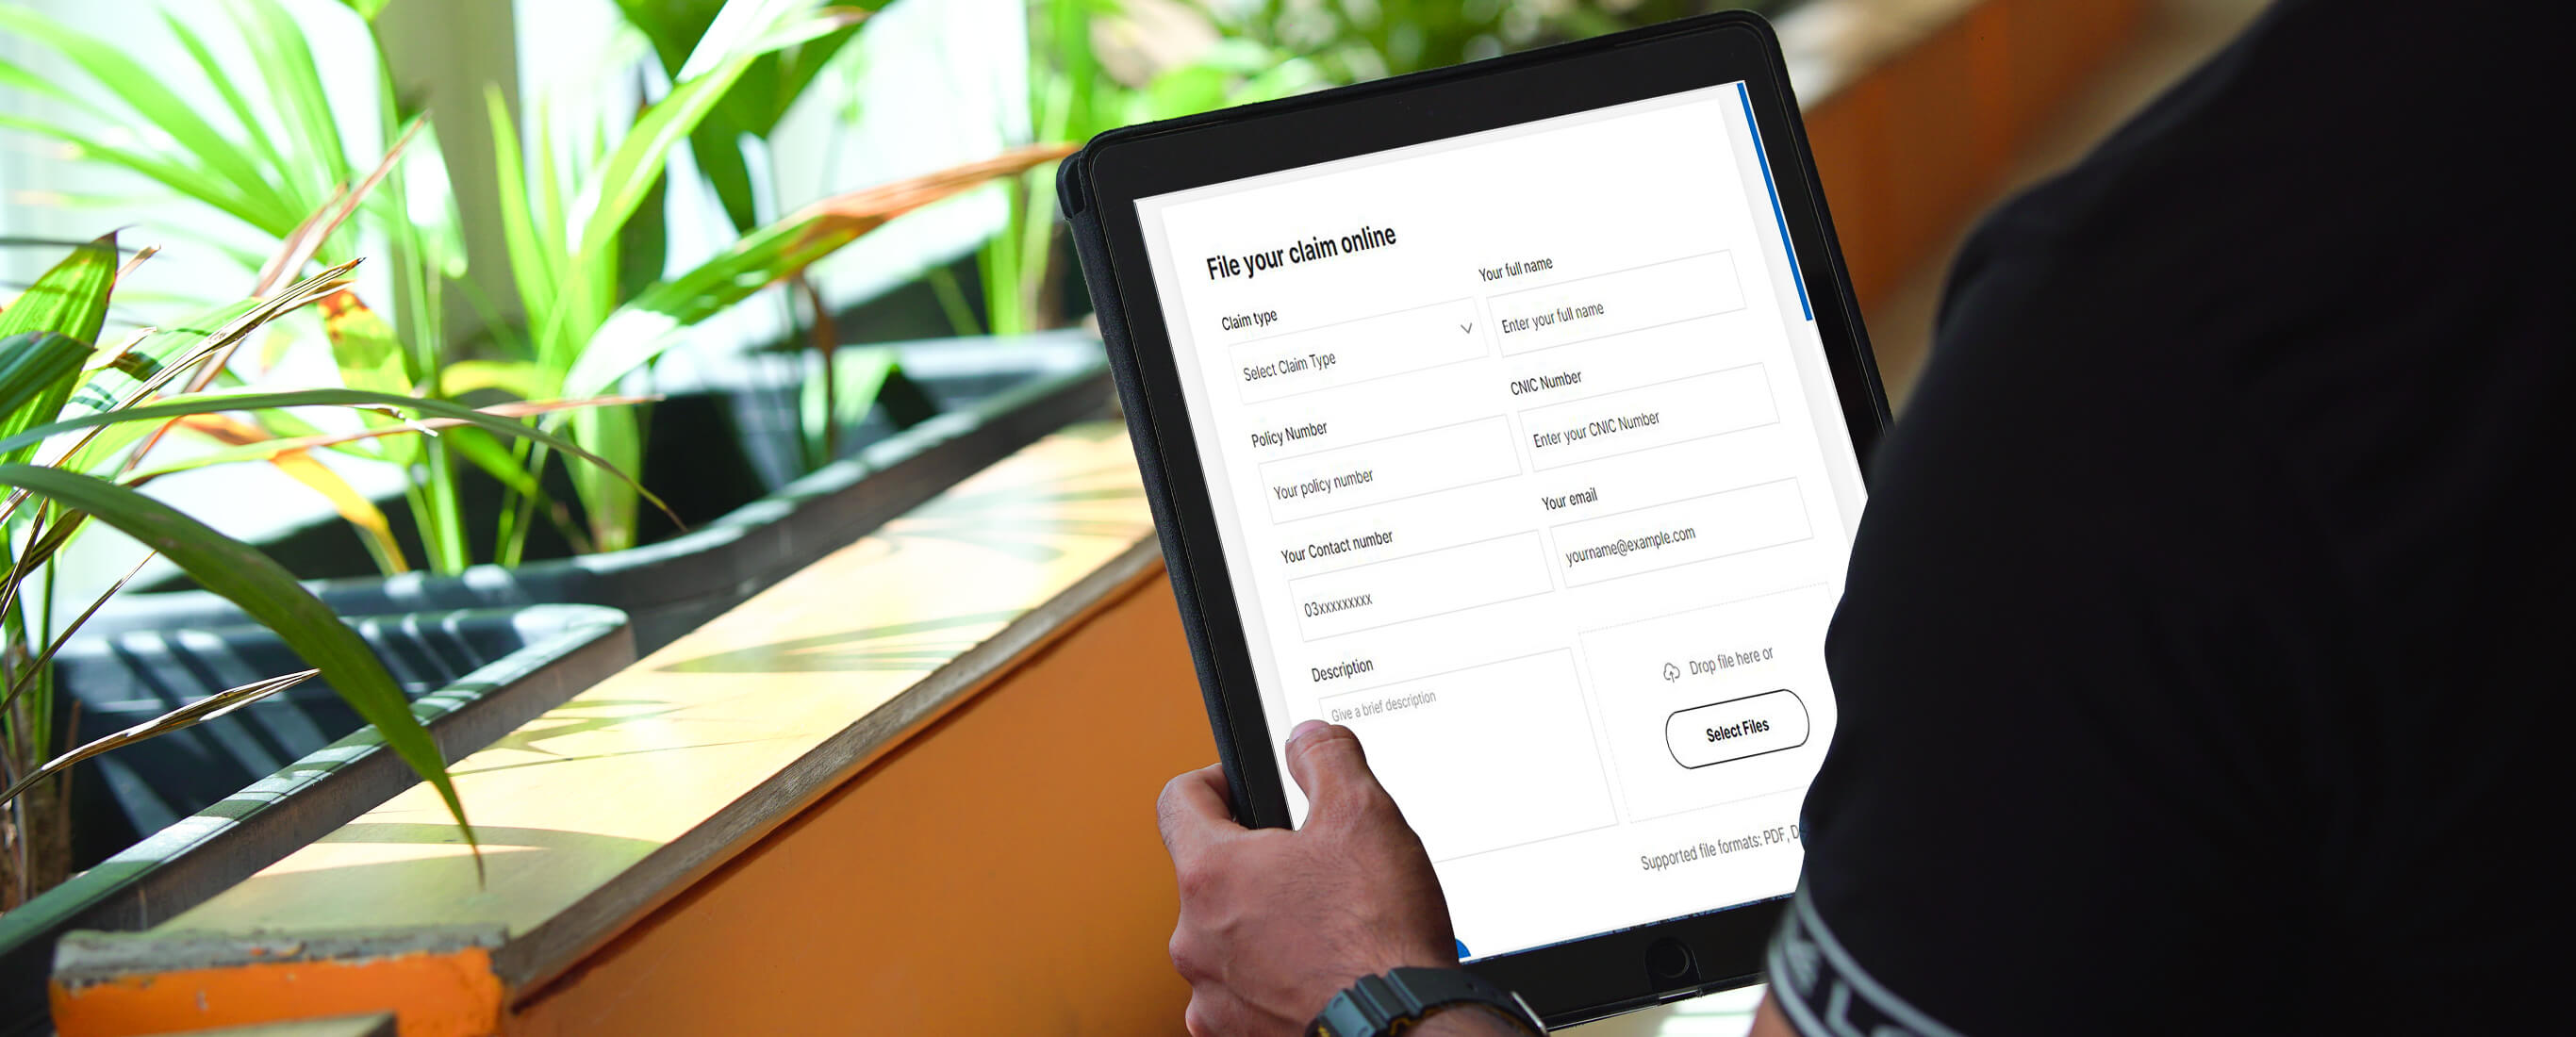 File your claim online
Claim type
Your full name
Select Claim Type
Enter your full name
Policy Number
CNIC Number
Your policy number
Enter your CNIC Number
Your Contact number
Your email
03xxxxxxxxx
yourname@example.com
Description
Give a brief description
Drop file here or
Select Files
Supported file formats: PDF,